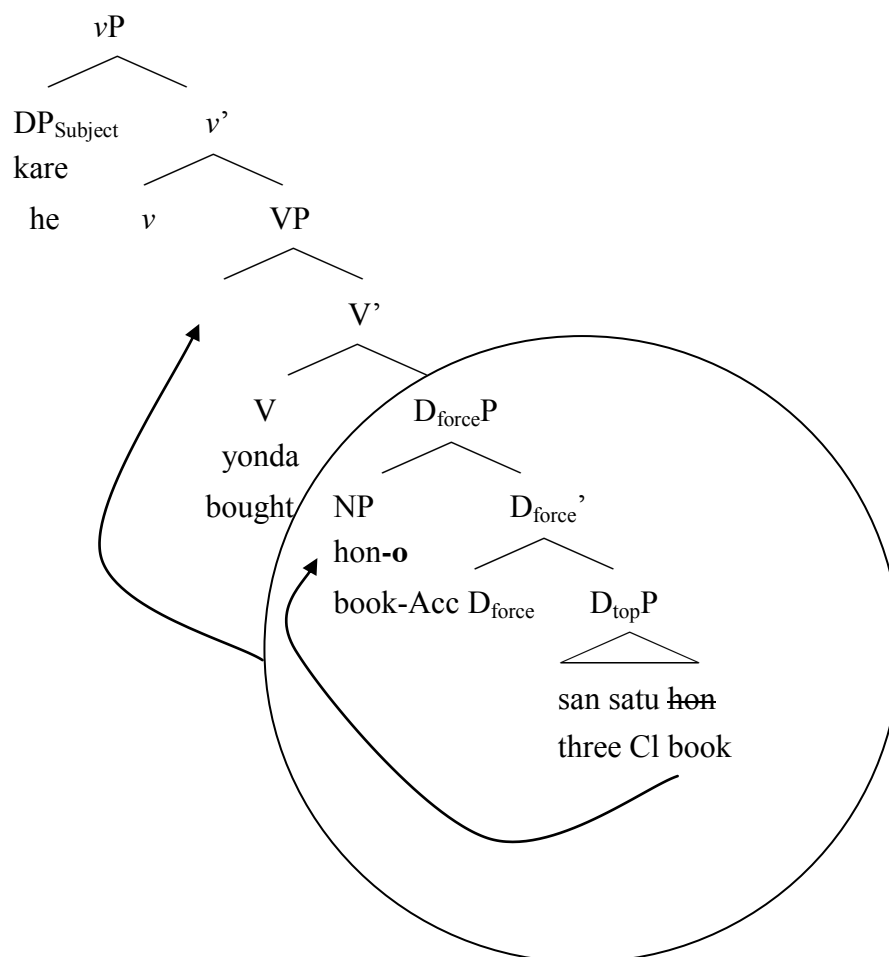 vP
DPSubject v’
kare
he v VP
V’
V DforceP
yonda
bought NP Dforce’
hon-o
book-Acc Dforce DtopP
san satu hon
three Cl book